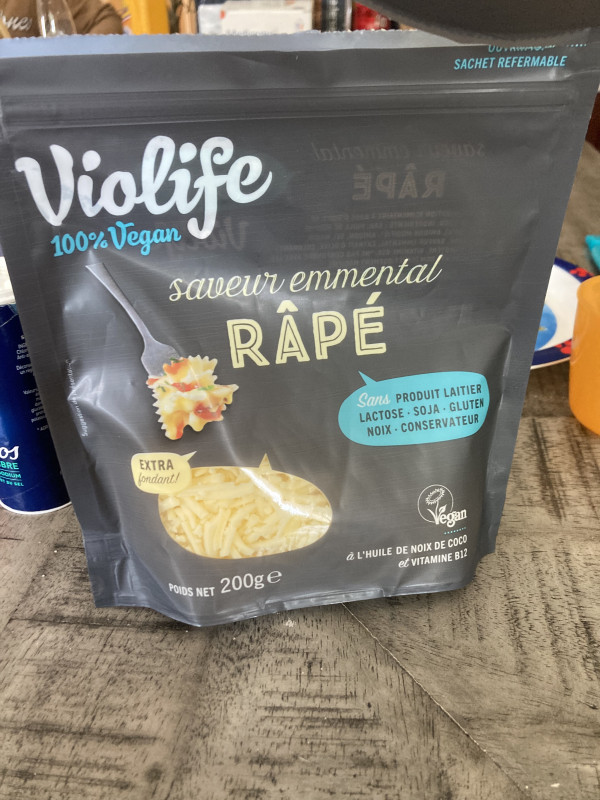 SACHET REFERMABLE
Violife
100% Vegan
saveur emmental
RÂPÉ
Sans PRODUIT LAITIER
LACTOSE · SOJA · GLUTEN
NOIX · CONSERVATEUR
EXTRA
fondant!
Vegan
à L'HUILE DE NOIX DE COCO
et VITAMINE B12
POIDS NET 200g e